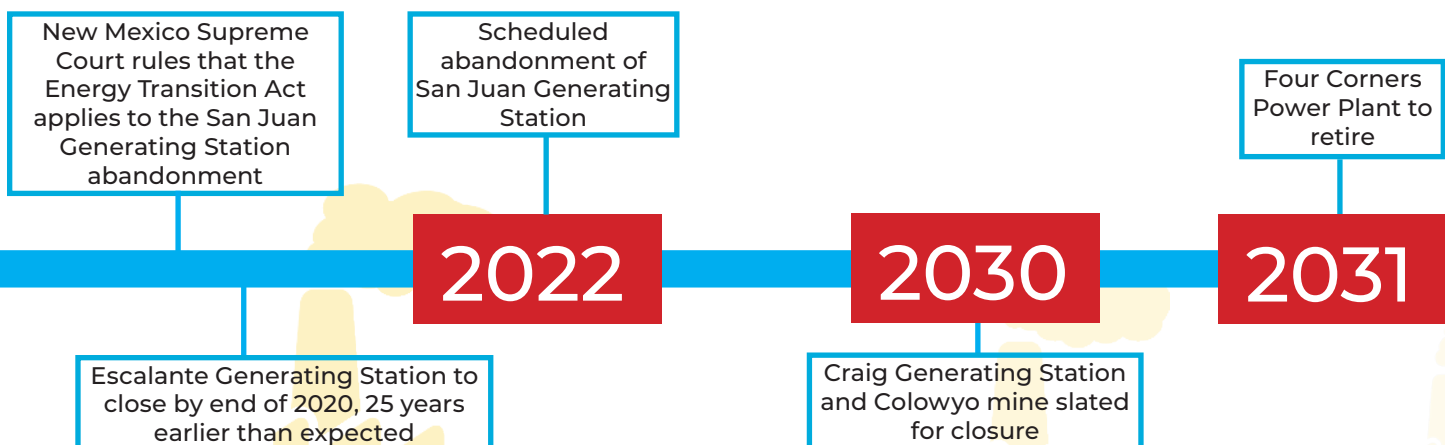 New Mexico Supreme
Court rules that the
Energy Transition Act
applies to the San Juan
Generating Station
abandonment
Scheduled
abandonment of
San Juan Generating
Station
Four Corners
Power Plant to
retire
2022
2030
2031
Escalante Generating Station to
close by end of 2020, 25 years
earlier than expected
Craig Generating Station
and Colowyo mine slated
for closure